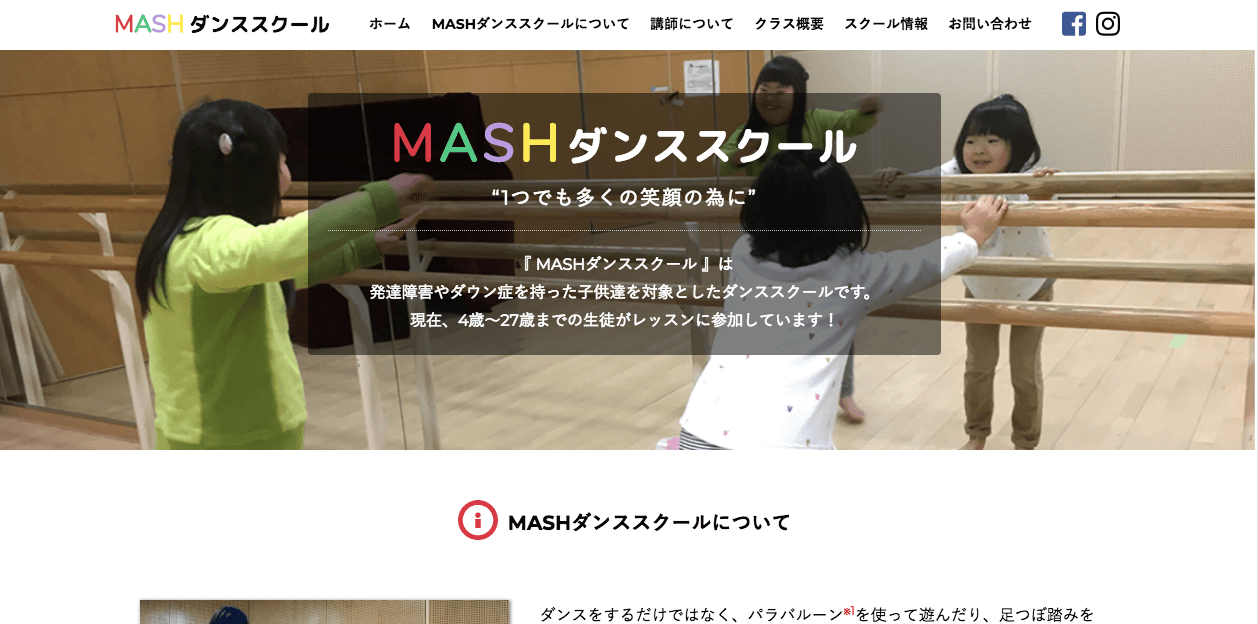 MASH ダンススクール
ホーム MASHダンススクールについて 講師について クラス概要 スクール情報 お問い合わせ
MASH ダンススクール
“1つでも多くの笑顔の為に”
『 MASHダンススクール 』は
発達障害やダウン症を持った子供達を対象としたダンススクールです。
現在、4歳〜27歳までの生徒がレッスンに参加しています！
MASHダンススクールについて
ダンスをするだけではなく、パラバルーン※1を使って遊んだり、足つぼ踏みを